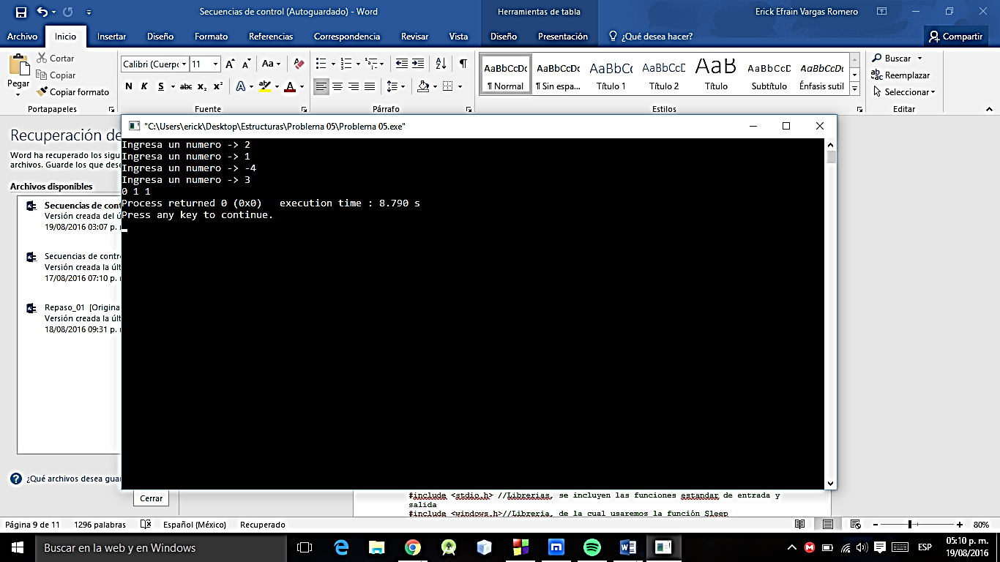 Secuencias de control (Autoguardado) - Word
Herramientas de tabla
Erick Efrain Vargas Romero
Archivo Inicio Insertar Diseño Formato Referencias Correspondencia Revisar Vista Diseño Presentación ¿Qué desea hacer? Compartir
Pegar
Cortar
Copiar
Copiar formato
Portapapeles
Calibri (Cuerpo 11
N K S abc x₂ x²
Fuente
Párrafo
AaBbCcDc AaBbCcDc AaBbCc AaBbCcD AaB AaBbCcD AaBbCcDt
¶ Normal ¶ Sin espa... Título 1 Título 2 Título Subtítulo Énfasis sutil
Estilos
Buscar
Reemplazar
Seleccionar
Editar
Recuperación de
Word ha recuperado los sigu
archivos. Guarde los que dese
Archivos disponibles
Secuencias de cont
Versión creada del ú
19/08/2016 03:07 p.
Secuencias de contro
Versión creada la últ
17/08/2016 07:10 p.
Repaso_01 [Origina
Versión creada la últ
18/08/2016 09:31 p.
¿Qué archivos desea guar
Cerrar
"C:\Users\erick\Desktop\Estructuras\Problema 05\Problema 05.exe"
Ingresa un numero -> 2
Ingresa un numero -> 1
Ingresa un numero -> -4
Ingresa un numero -> 3
0 1 1
Process returned 0 (0x0) execution time : 8.790 s
Press any key to continue.
#include <stdio.h> //Librerias, se incluyen las funciones estandar de entrada y
salida
#include <windows.h>//Libreria, de la cual usaremos la función Sleep
Página 9 de 11 1296 palabras Español (México) Recuperado 80%
Buscar en la web y en Windows
ESP
05:10 p. m.
19/08/2016